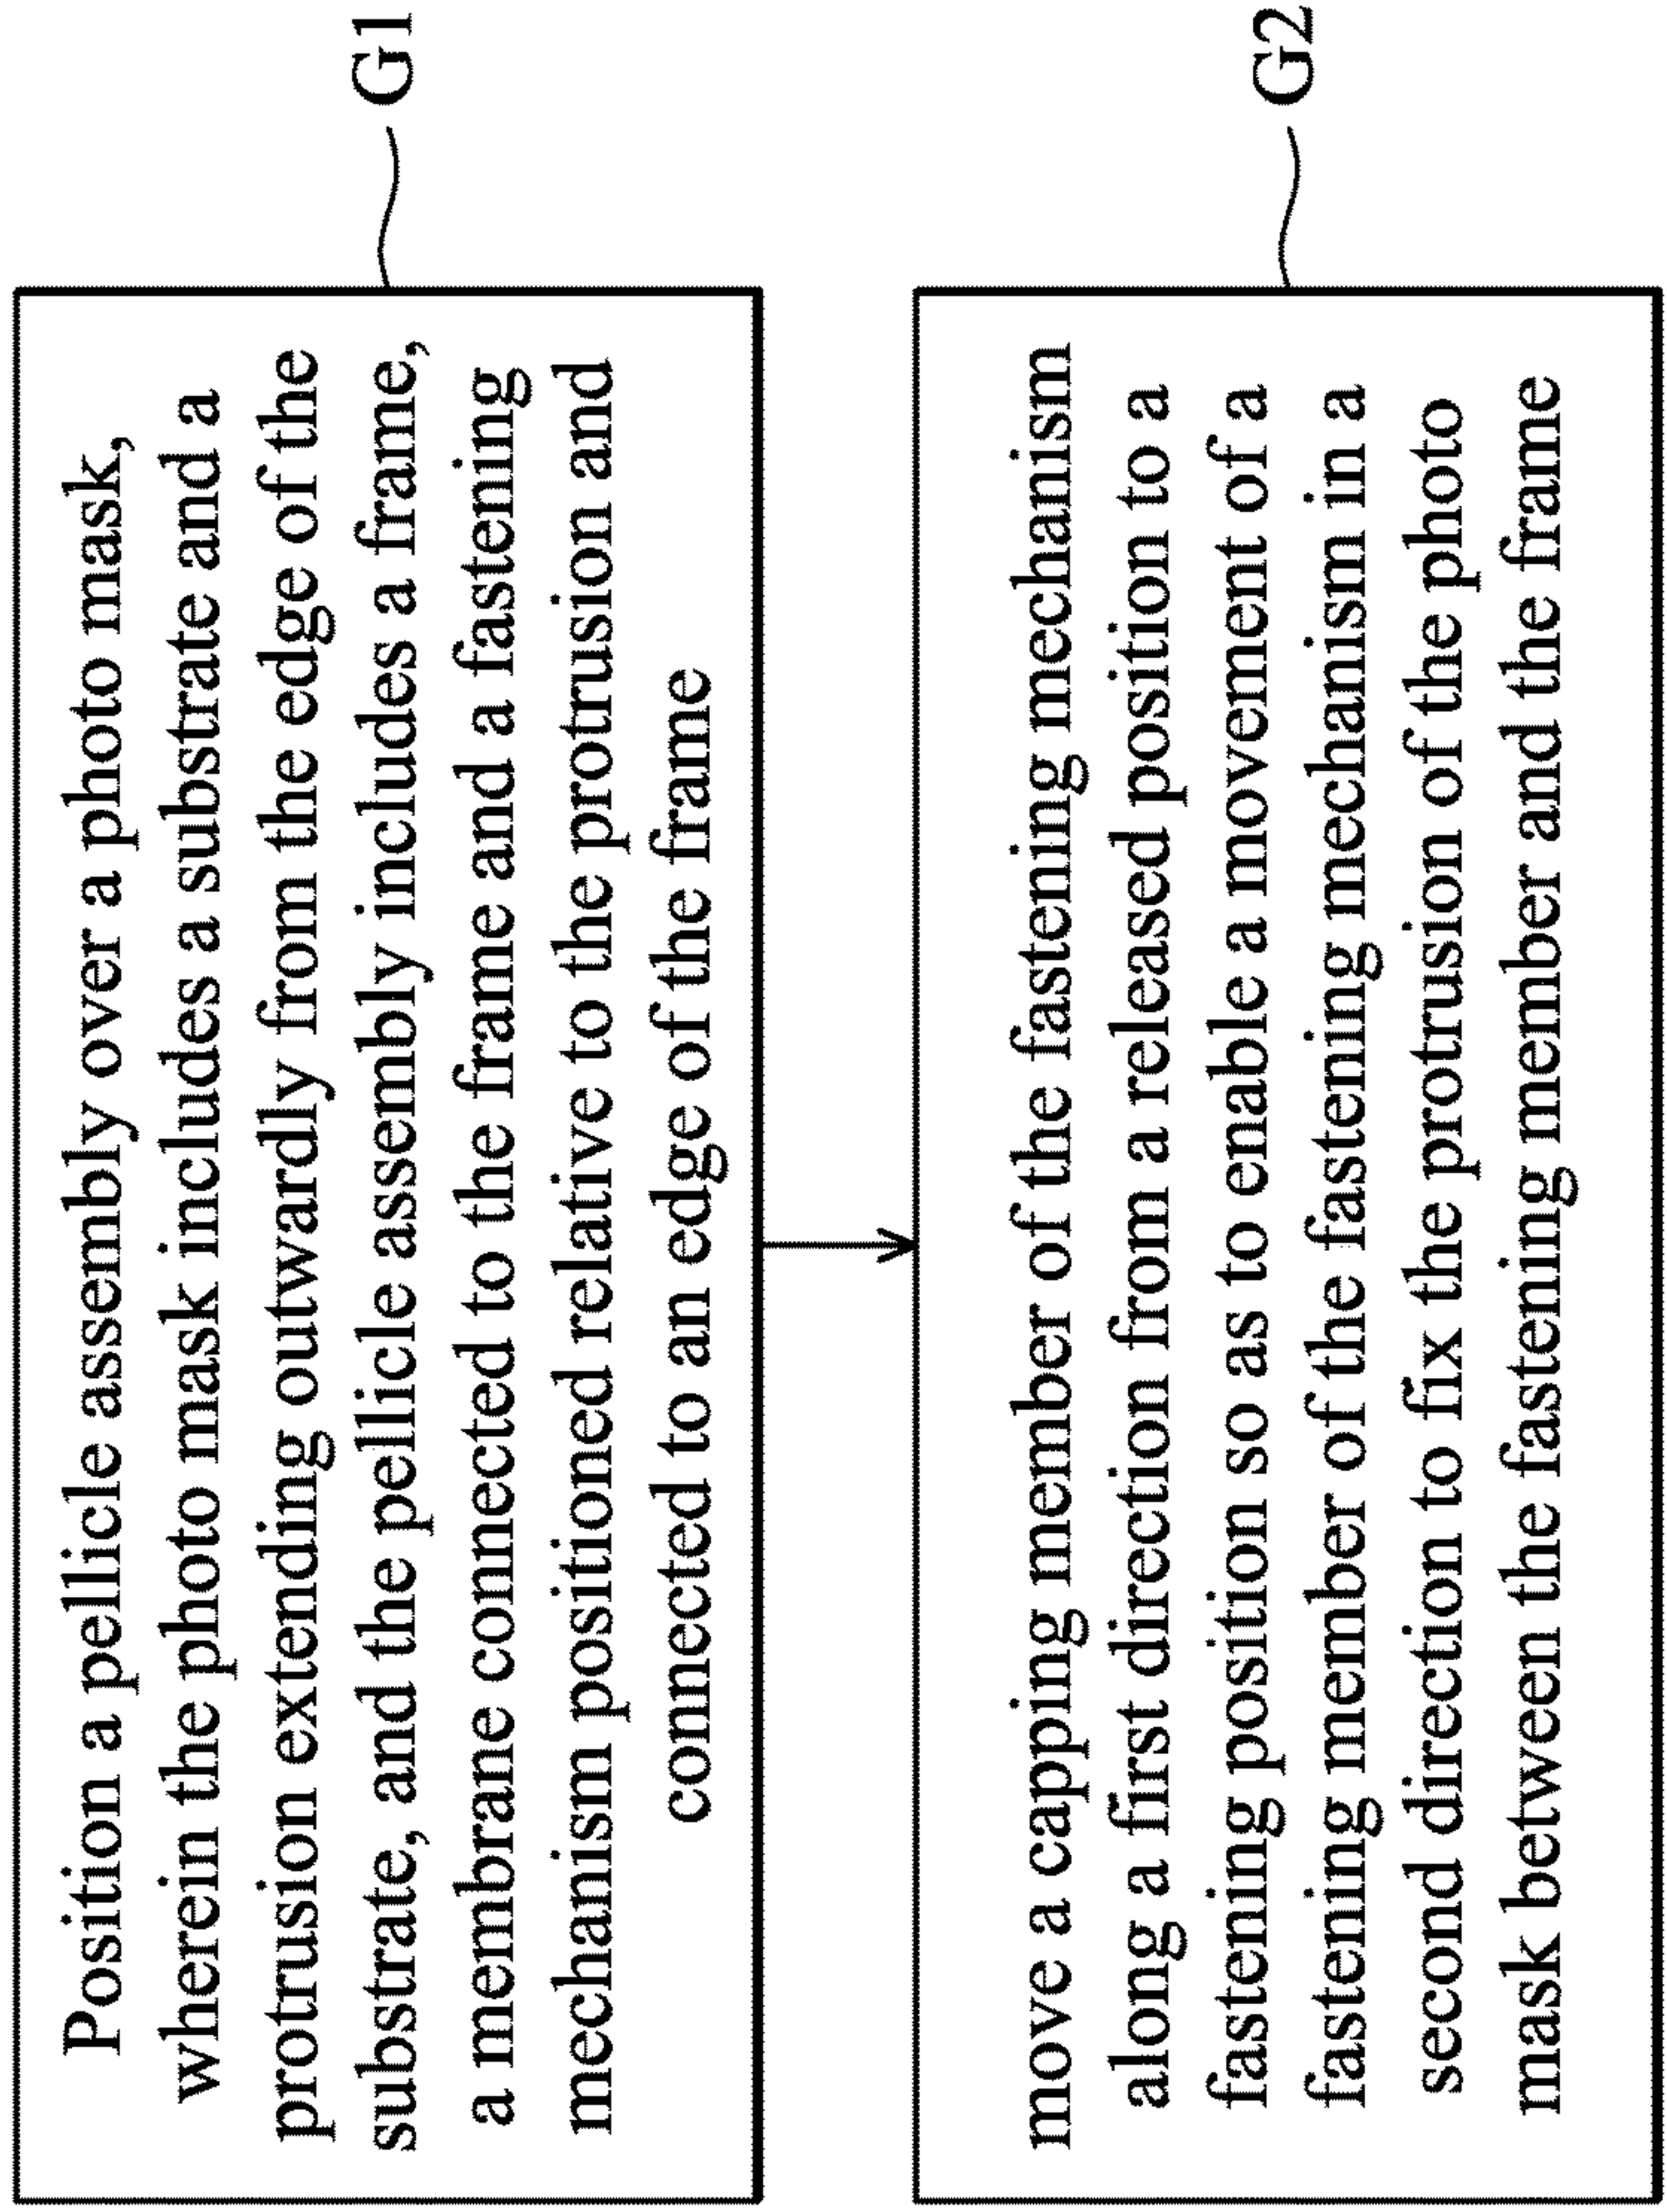 Position a pellicle assembly over a photo mask,
wherein the photo mask includes a substrate and a
protrusion extending outwardly from the edge of the
substrate, and the pellicle assembly includes a frame,
a membrane connected to the frame and a fastening
mechanism positioned relative to the protrusion and
connected to an edge of the frame
G1
move a capping member of the fastening mechanism
along a first direction from a released position to a
fastening position so as to enable a movement of a
fastening member of the fastening mechanism in a
second direction to fix the protrusion of the photo
mask between the fastening member and the frame
G2